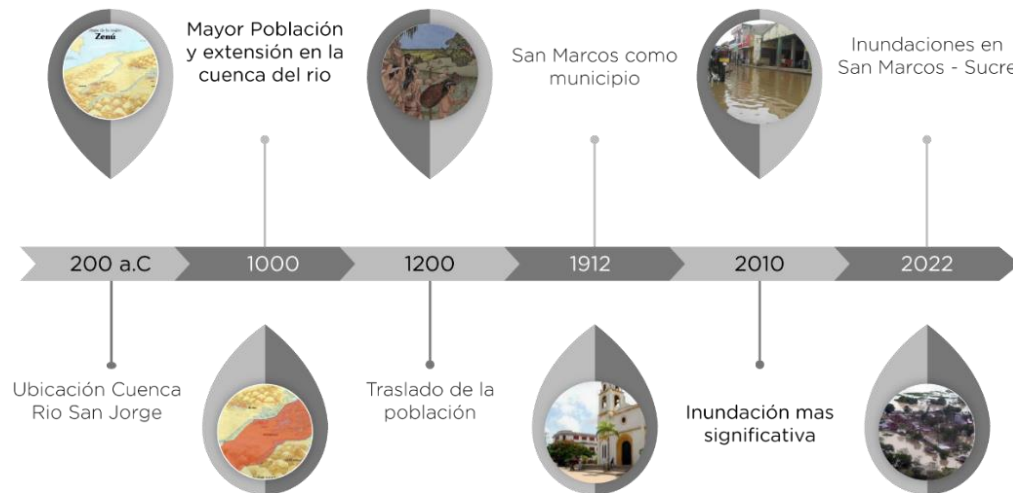 Zenú
Mayor Población
y extensión en la
cuenca del rio
San Marcos como
municipio
Inundaciones en
San Marcos - Sucre
200 a.C
1000
1200
1912
2010
2022
Ubicación Cuenca
Rio San Jorge
Traslado de la
población
Inundación mas
significativa